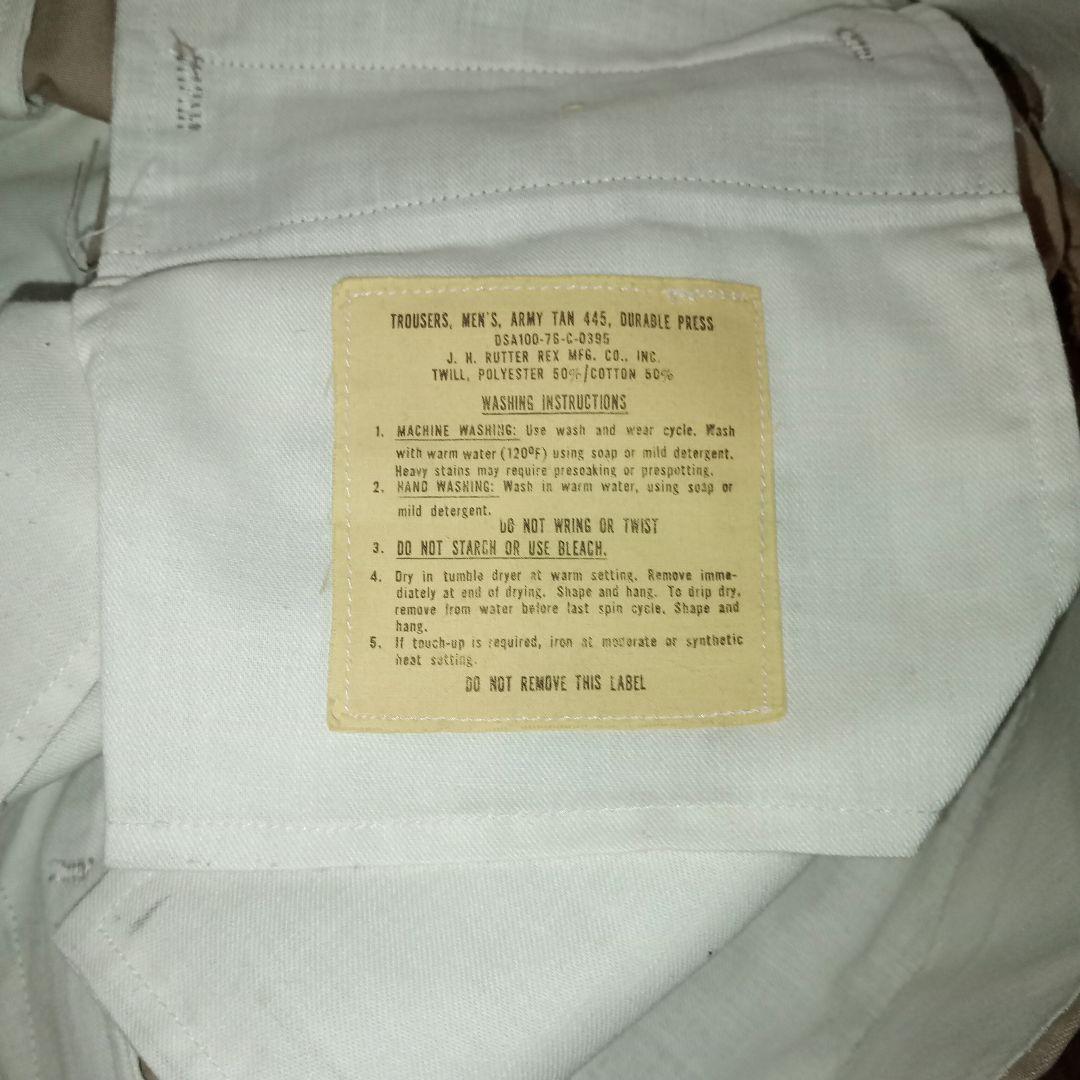 TROUSERS, MEN'S, ARMY TAN 445, DURABLE PRESS
DSA100-76-C-0395
J. H. RUTTER REX MFG. CO., INC.
TWILL, POLYESTER 50%/COTTON 50%
WASHING INSTRUCTIONS
1. MACHINE WASHING: Use wash and wear cycle. Wash
with warm water (120ºF) using soap or mild detergent.
Heavy stains may require presoaking or prespotting.
2. HAND WASHING: Wash in warm water, using soap or
mild detergent.
DO NOT WRING OR TWIST
3. DO NOT STARCH OR USE BLEACH.
4. Dry in tumble dryer at warm setting. Remove imme-
diately at end of drying. Shape and hang. To drip dry,
remove from water before last spin cycle. Shape and
hang.
5. If touch-up is required, iron at moderate or synthetic
heat setting.
DO NOT REMOVE THIS LABEL